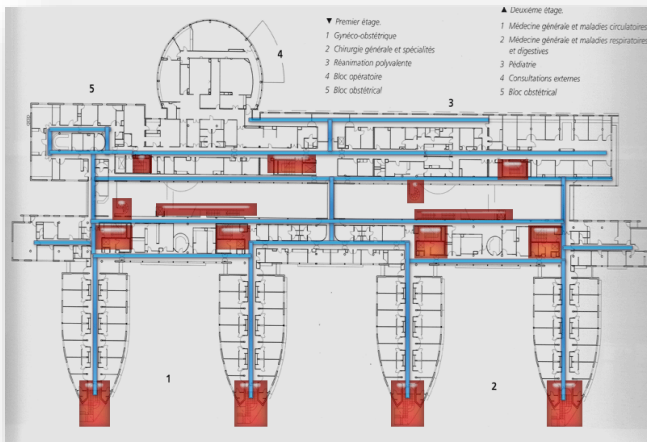 ▼ Premier étage.
1 Gynéco-obstétrique
2 Chirurgie générale et spécialités
3 Réanimation polyvalente
4 Bloc opératoire
5 Bloc obstétrical
▲ Deuxième étage.
1 Médecine générale et maladies circulatoires
2 Médecine générale et maladies respiratoires
et digestives
3 Pédiatrie
4 Consultations externes
5 Bloc obstétrical
4
5
3
1
2